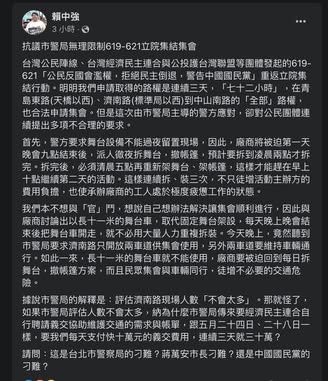 賴中強
3 小時 ·
抗議市警局無理限制619-621立院集結集會
台灣公民陣線、台灣經濟民主連合與公投護台灣聯盟等團體發起的619-
621「公民反國會濫權，拒絕民主倒退，警告中國國民黨」重返立院集
結行動。明明我們申請取得的路權是連續三天，「七十二小時」，在青
島東路(天橋以西)、濟南路(標準局以西)到中山南路的「全部」路權，
也合法申請集會。但是這次由市警局主導的警方應對，卻對公民團體連
續提出多項不合理的要求。
首先，警方要求舞台設備不能過夜留置現場，因此，廠商將被迫第一天
晚會九點結束後，派人徹夜拆舞台，撤帳篷，預計要拆到凌晨兩點才拆
完。拆完後，必須清晨五點再重新架舞台、架帳篷，這樣才能趕在早上
十點繼續第二天的活動。這樣連續拆、裝三次，不只徒增活動主辦方的
費用負擔，也使承辦廠商的工人處於極度疲憊工作的狀態。
我們本不想與「官」鬥，想說自己想辦法解決讓集會順利進行，因此與
廠商討論出以長十一米的舞台車，取代固定舞台架設，每天晚上晚會結
束後把舞台車開走，就不必用大量人力重複拆裝。今天晚上，竟然聽到
市警局要求濟南路只開放兩車道供集會使用，另外兩車道要維持車輛通
行。如此一來，長十一米的舞台車就不能使用，廠商要被迫回到每日拆
舞台，撤帳篷方案，而且民眾集會與車輛同行，徒增不必要的交通危
險。
據說市警局的解釋是：評估濟南路現場人數「不會太多」。那就怪了，
如果市警局評估人數不會太多，納為什麼市警局傳來要經濟民主連合自
行聘請義交協助維護交通的需求與帳單，跟五月二十四日、二十八日一
樣，要我們每天支付快十萬元的義交費用，連續三天就三十萬？
請問：這是台北市警察局的刁難？蔣萬安市長刁難？還是中國國民黨的
刁難？